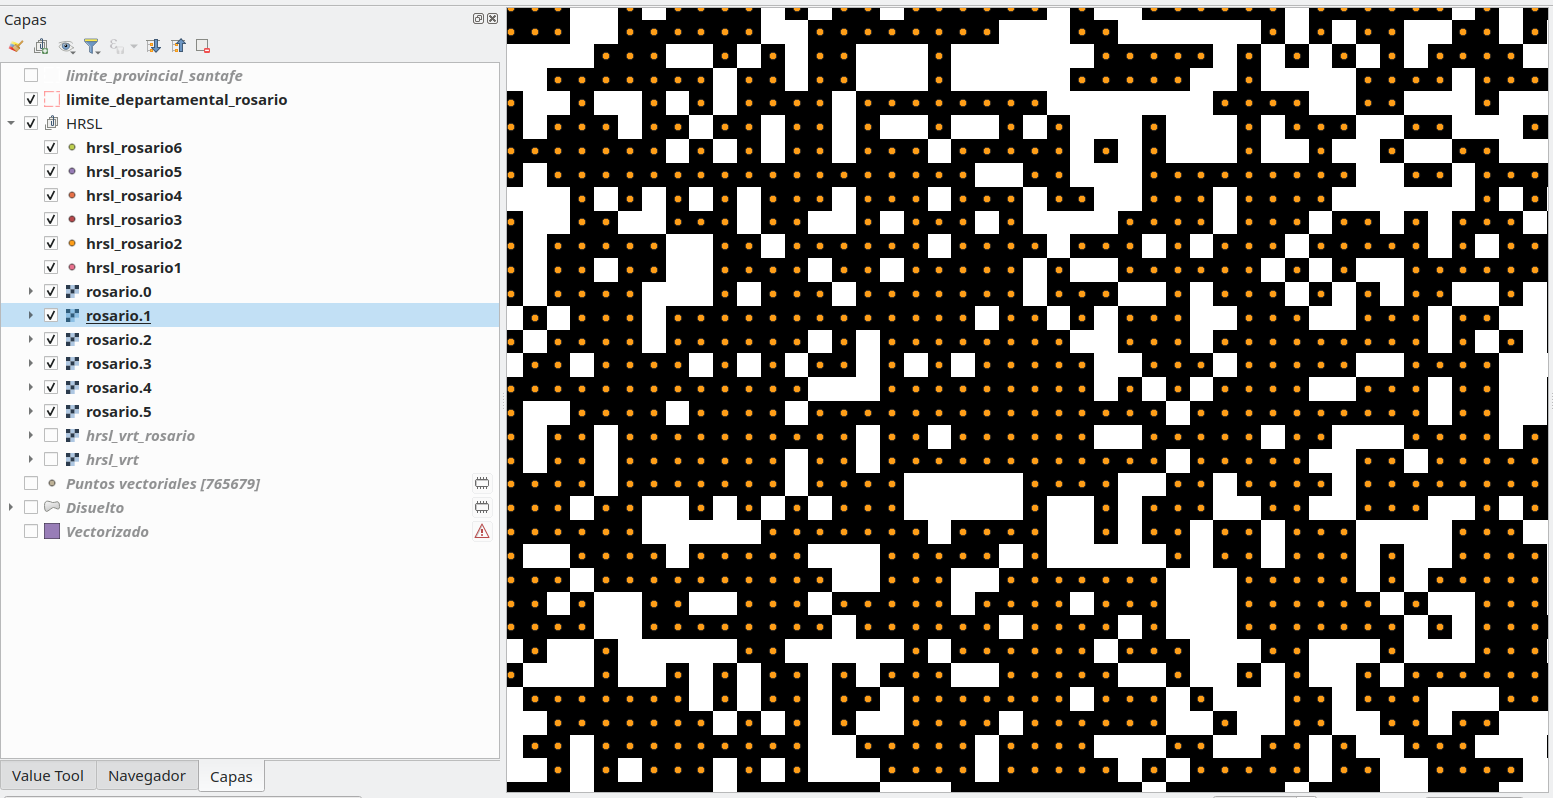 Capas
limite_provincial_santafe
limite_departamental_rosario
HRSL
hrsl_rosario6
hrsl_rosario5
hrsl_rosario4
hrsl_rosario3
hrsl_rosario2
hrsl_rosario1
rosario.0
rosario.1
rosario.2
rosario.3
rosario.4
rosario.5
hrsl_vrt_rosario
hrsl_vrt
Puntos vectoriales [765679]
Disuelto
Vectorizado
Value Tool Navegador Capas